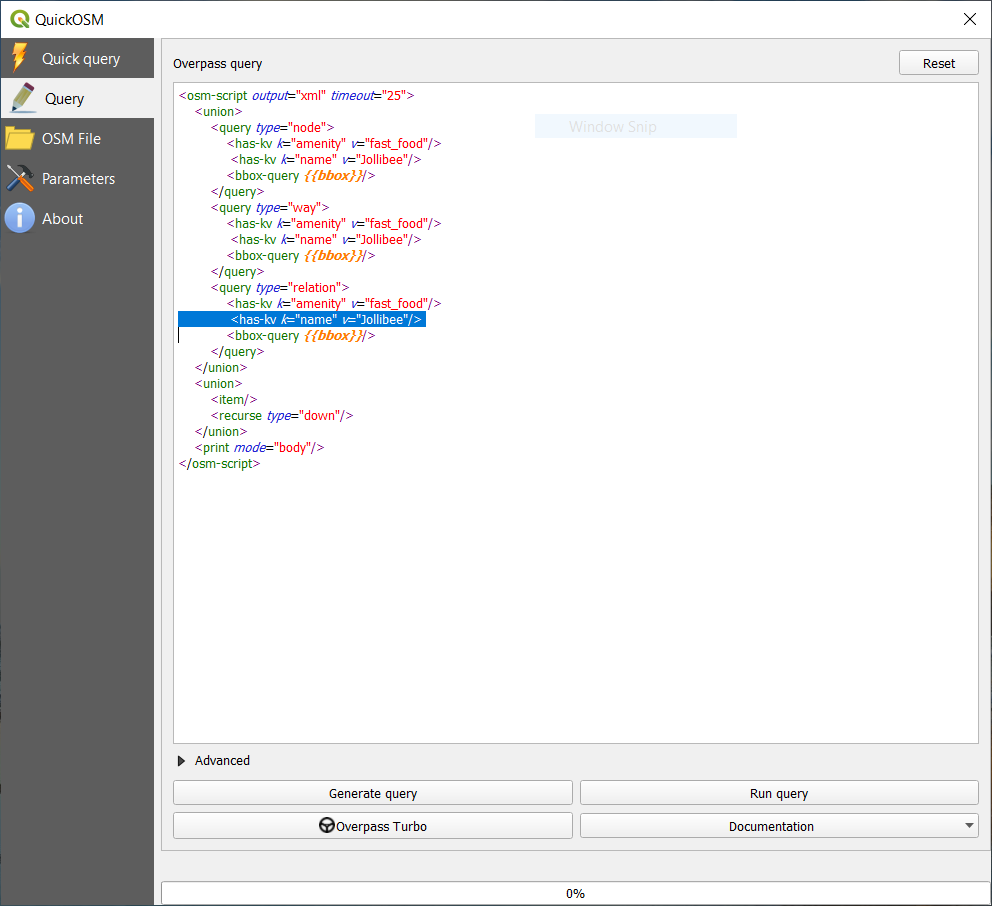 QuickOSM
Quick query
Query
OSM File
Parameters
About
Overpass query
Reset
<osm-script output="xml" timeout="25">
<union>
<query type="node">
<has-kv k="amenity" v="fast_food"/>
<has-kv k="name" v="Jollibee"/>
<bbox-query {{bbox}}/>
</query>
<query type="way">
<has-kv k="amenity" v="fast_food"/>
<has-kv k="name" v="Jollibee"/>
<bbox-query {{bbox}}/>
</query>
<query type="relation">
<has-kv k="amenity" v="fast_food"/>
<has-kv k="name" v="Jollibee"/>
<bbox-query {{bbox}}/>
</query>
</union>
<union>
<item/>
<recurse type="down"/>
</union>
<print mode="body"/>
</osm-script>
Window Snip
Advanced
Generate query
Run query
Overpass Turbo
Documentation
0%